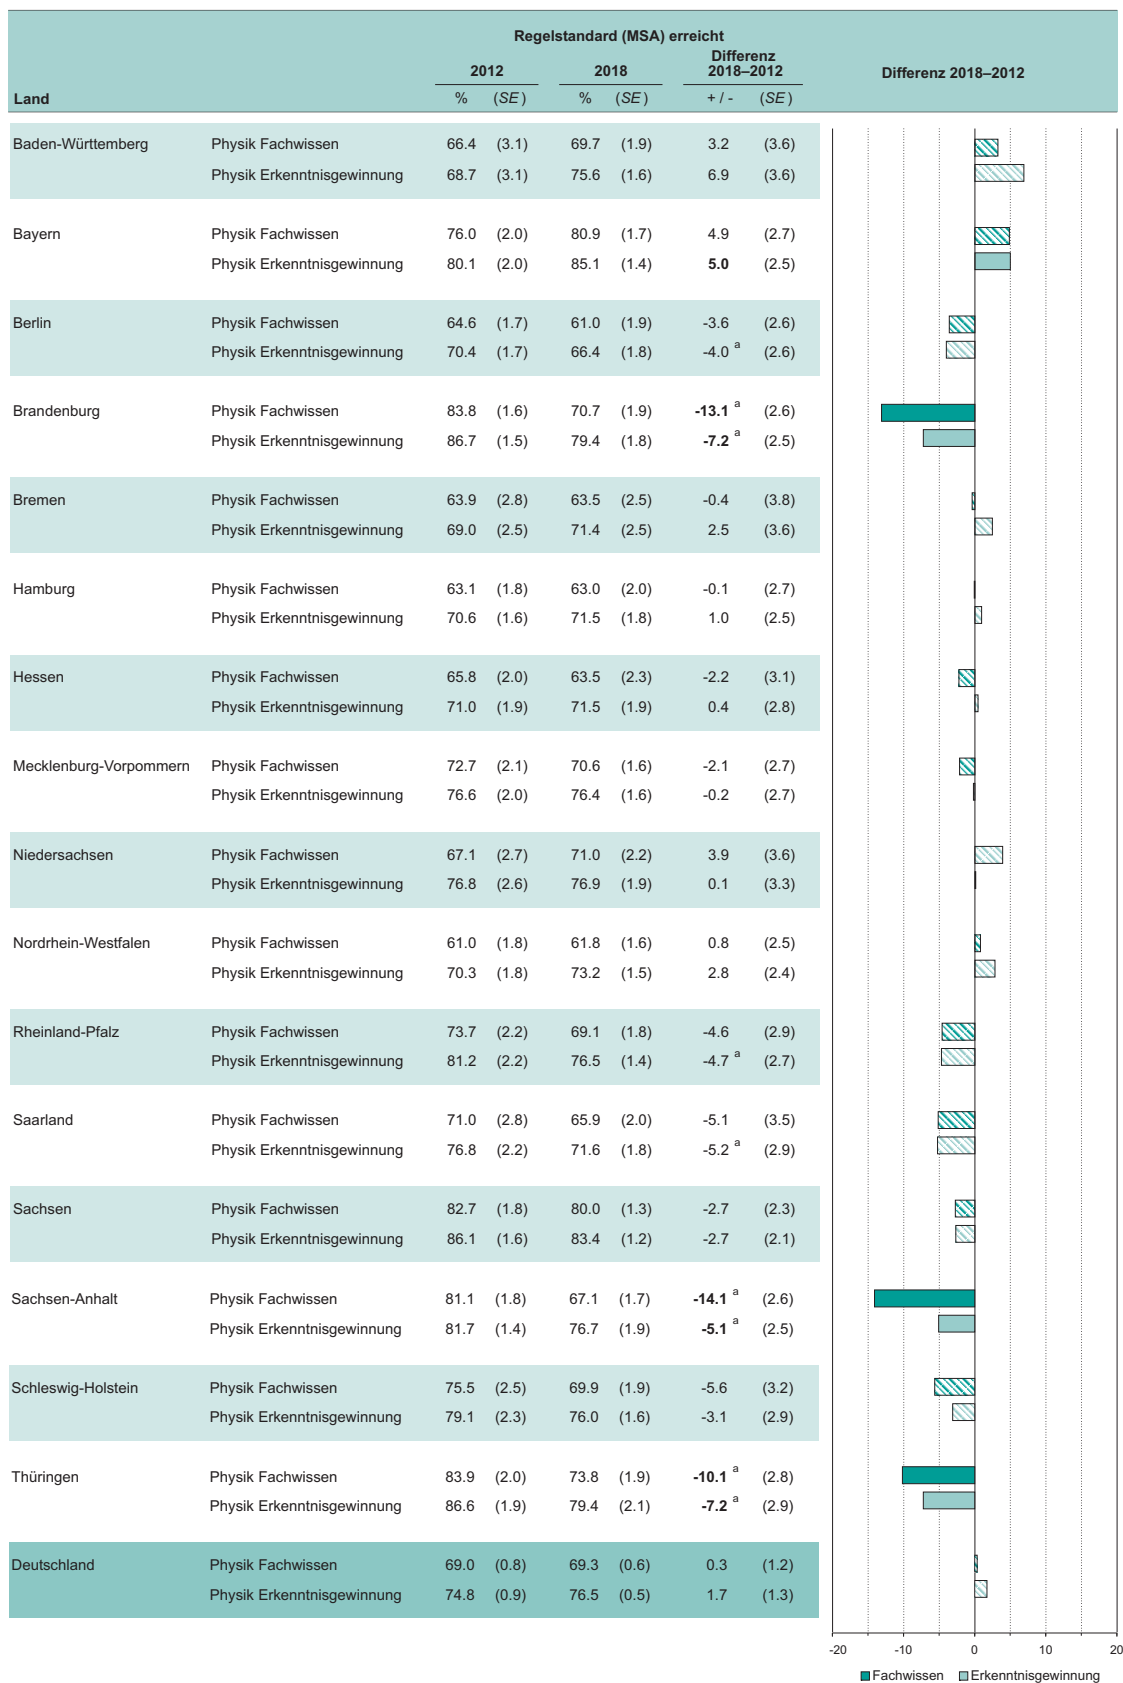 Regelstandard (MSA) erreicht
2012 2018 Differenz 2018–2012 Differenz 2018–2012
Land % (SE) % (SE) + / - (SE)
Baden-Württemberg Physik Fachwissen 66.4 (3.1) 69.7 (1.9) 3.2 (3.6)
Physik Erkenntnisgewinnung 68.7 (3.1) 75.6 (1.6) 6.9 (3.6)
Bayern Physik Fachwissen 76.0 (2.0) 80.9 (1.7) 4.9 (2.7)
Physik Erkenntnisgewinnung 80.1 (2.0) 85.1 (1.4) 5.0 (2.5)
Berlin Physik Fachwissen 64.6 (1.7) 61.0 (1.9) -3.6 (2.6)
Physik Erkenntnisgewinnung 70.4 (1.7) 66.4 (1.8) -4.0 a (2.6)
Brandenburg Physik Fachwissen 83.8 (1.6) 70.7 (1.9) -13.1 a (2.6)
Physik Erkenntnisgewinnung 86.7 (1.5) 79.4 (1.8) -7.2 a (2.5)
Bremen Physik Fachwissen 63.9 (2.8) 63.5 (2.5) -0.4 (3.8)
Physik Erkenntnisgewinnung 69.0 (2.5) 71.4 (2.5) 2.5 (3.6)
Hamburg Physik Fachwissen 63.1 (1.8) 63.0 (2.0) -0.1 (2.7)
Physik Erkenntnisgewinnung 70.6 (1.6) 71.5 (1.8) 1.0 (2.5)
Hessen Physik Fachwissen 65.8 (2.0) 63.5 (2.3) -2.2 (3.1)
Physik Erkenntnisgewinnung 71.0 (1.9) 71.5 (1.9) 0.4 (2.8)
Mecklenburg-Vorpommern Physik Fachwissen 72.7 (2.1) 70.6 (1.6) -2.1 (2.7)
Physik Erkenntnisgewinnung 76.6 (2.0) 76.4 (1.6) -0.2 (2.7)
Niedersachsen Physik Fachwissen 67.1 (2.7) 71.0 (2.2) 3.9 (3.6)
Physik Erkenntnisgewinnung 76.8 (2.6) 76.9 (1.9) 0.1 (3.3)
Nordrhein-Westfalen Physik Fachwissen 61.0 (1.8) 61.8 (1.6) 0.8 (2.5)
Physik Erkenntnisgewinnung 70.3 (1.8) 73.2 (1.5) 2.8 (2.4)
Rheinland-Pfalz Physik Fachwissen 73.7 (2.2) 69.1 (1.8) -4.6 (2.9)
Physik Erkenntnisgewinnung 81.2 (2.2) 76.5 (1.4) -4.7 a (2.7)
Saarland Physik Fachwissen 71.0 (2.8) 65.9 (2.0) -5.1 (3.5)
Physik Erkenntnisgewinnung 76.8 (2.2) 71.6 (1.8) -5.2 a (2.9)
Sachsen Physik Fachwissen 82.7 (1.8) 80.0 (1.3) -2.7 (2.3)
Physik Erkenntnisgewinnung 86.1 (1.6) 83.4 (1.2) -2.7 (2.1)
Sachsen-Anhalt Physik Fachwissen 81.1 (1.8) 67.1 (1.7) -14.1 a (2.6)
Physik Erkenntnisgewinnung 81.7 (1.4) 76.7 (1.9) -5.1 a (2.5)
Schleswig-Holstein Physik Fachwissen 75.5 (2.5) 69.9 (1.9) -5.6 (3.2)
Physik Erkenntnisgewinnung 79.1 (2.3) 76.0 (1.6) -3.1 (2.9)
Thüringen Physik Fachwissen 83.9 (2.0) 73.8 (1.9) -10.1 a (2.8)
Physik Erkenntnisgewinnung 86.6 (1.9) 79.4 (2.1) -7.2 a (2.9)
Deutschland Physik Fachwissen 69.0 (0.8) 69.3 (0.6) 0.3 (1.2)
Physik Erkenntnisgewinnung 74.8 (0.9) 76.5 (0.5) 1.7 (1.3)
-20 -10 0 10 20
Fachwissen Erkenntnisgewinnung